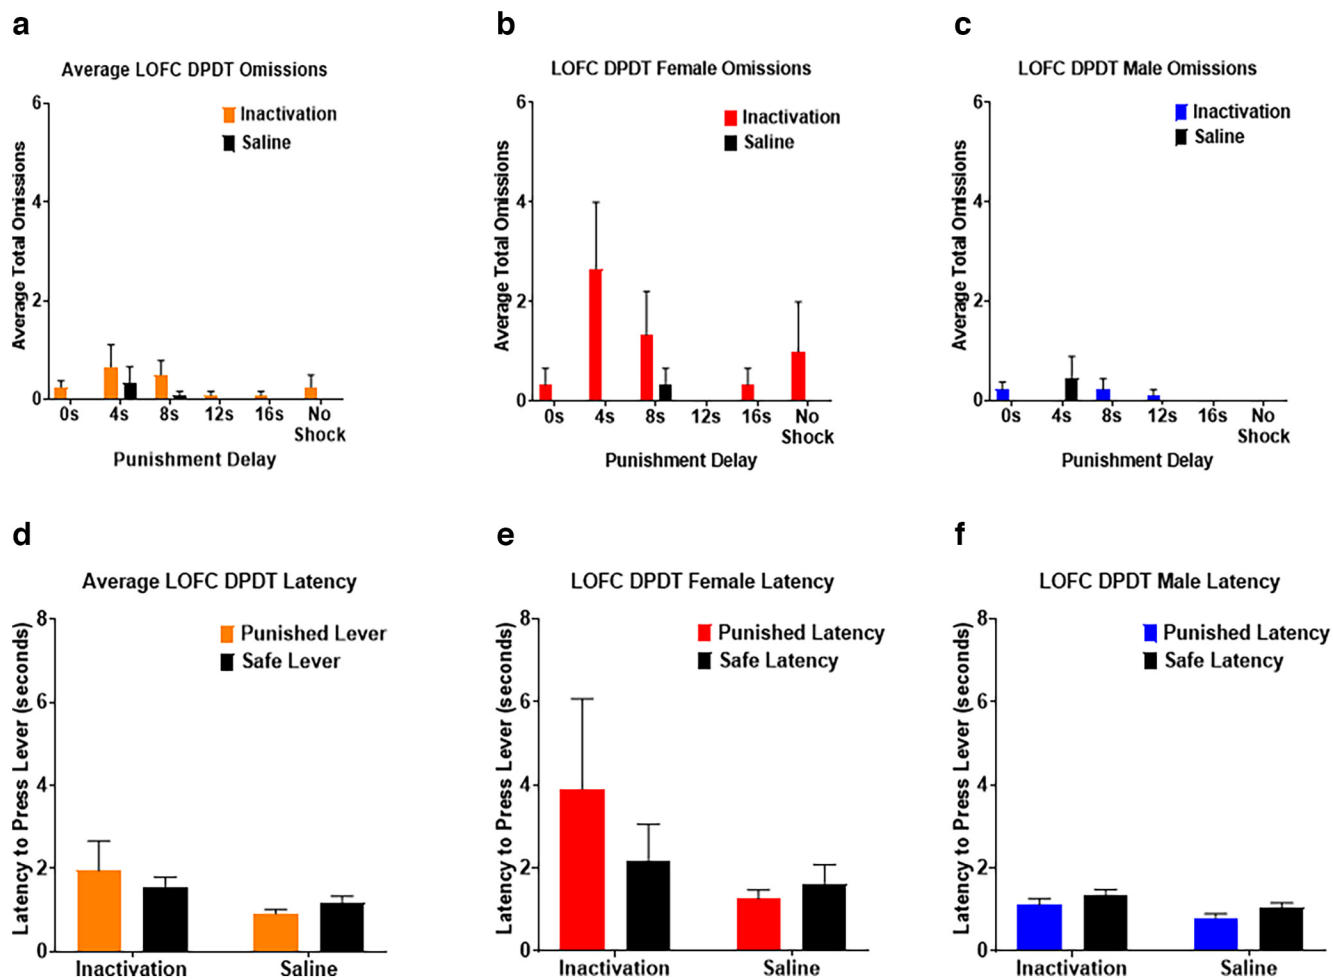 a
Average LOFC DPDT Omissions
Inactivation
Saline
Average Total Omissions
6
4
2
0
0s 4s 8s 12s 16s No Shock
Punishment Delay
b
LOFC DPDT Female Omissions
Inactivation
Saline
Average Total Omissions
6
4
2
0
0s 4s 8s 12s 16s No Shock
Punishment Delay
c
LOFC DPDT Male Omissions
Inactivation
Saline
Average Total Omissions
6
4
2
0
0s 4s 8s 12s 16s No Shock
Punishment Delay
d
Average LOFC DPDT Latency
Punished Lever
Safe Lever
Latency to Press Lever (seconds)
8
6
4
2
0
Inactivation Saline
e
LOFC DPDT Female Latency
Punished Latency
Safe Latency
Latency to Press Lever (seconds)
8
6
4
2
0
Inactivation Saline
f
LOFC DPDT Male Latency
Punished Latency
Safe Latency
Latency to Press Lever (seconds)
8
6
4
2
0
Inactivation Saline